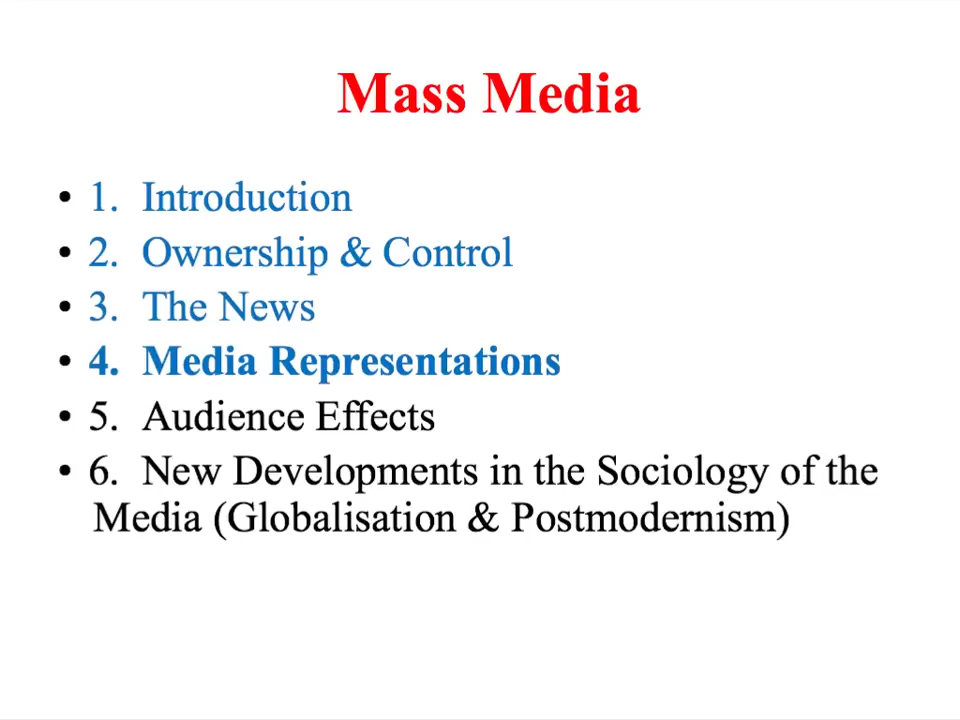 Mass Media
• 1. Introduction
• 2. Ownership & Control
• 3. The News
• 4. Media Representations
• 5. Audience Effects
• 6. New Developments in the Sociology of the
Media (Globalisation & Postmodernism)